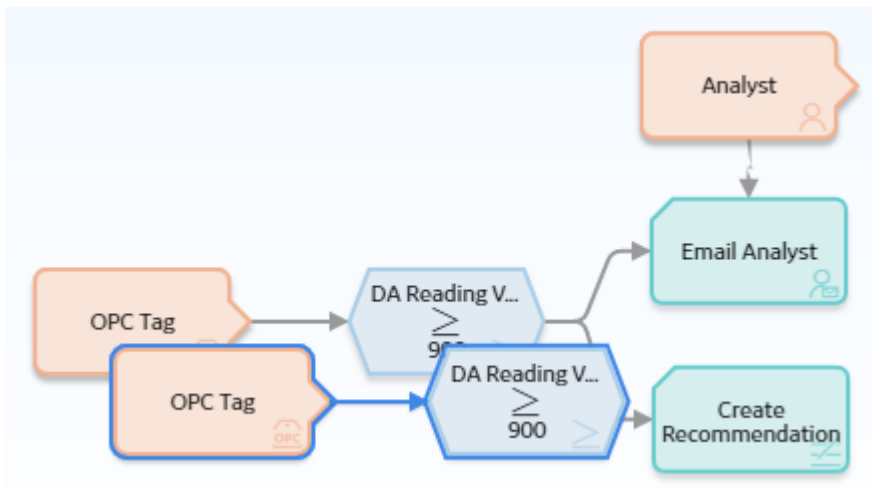 Analyst
Email Analyst
DA Reading V...
≥
OPC Tag
DA Reading V...
≥
900
OPC Tag
OPC
Create
Recommendation